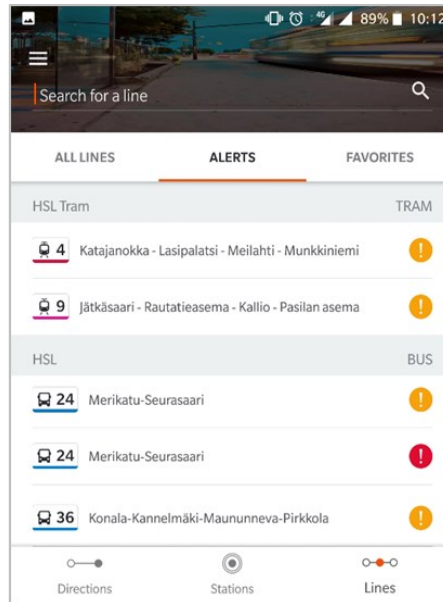 4G 89% 10:12
Search for a line
ALL LINES ALERTS FAVORITES
HSL Tram TRAM
4 Katajanokka - Lasipalatsi - Meilahti - Munkkiniemi !
9 Jätkäsaari - Rautatieasema - Kallio - Pasilan asema !
HSL BUS
24 Merikatu-Seurasaari !
24 Merikatu-Seurasaari !
36 Konala-Kannelmäki-Maununneva-Pirkkola !
Directions Stations Lines